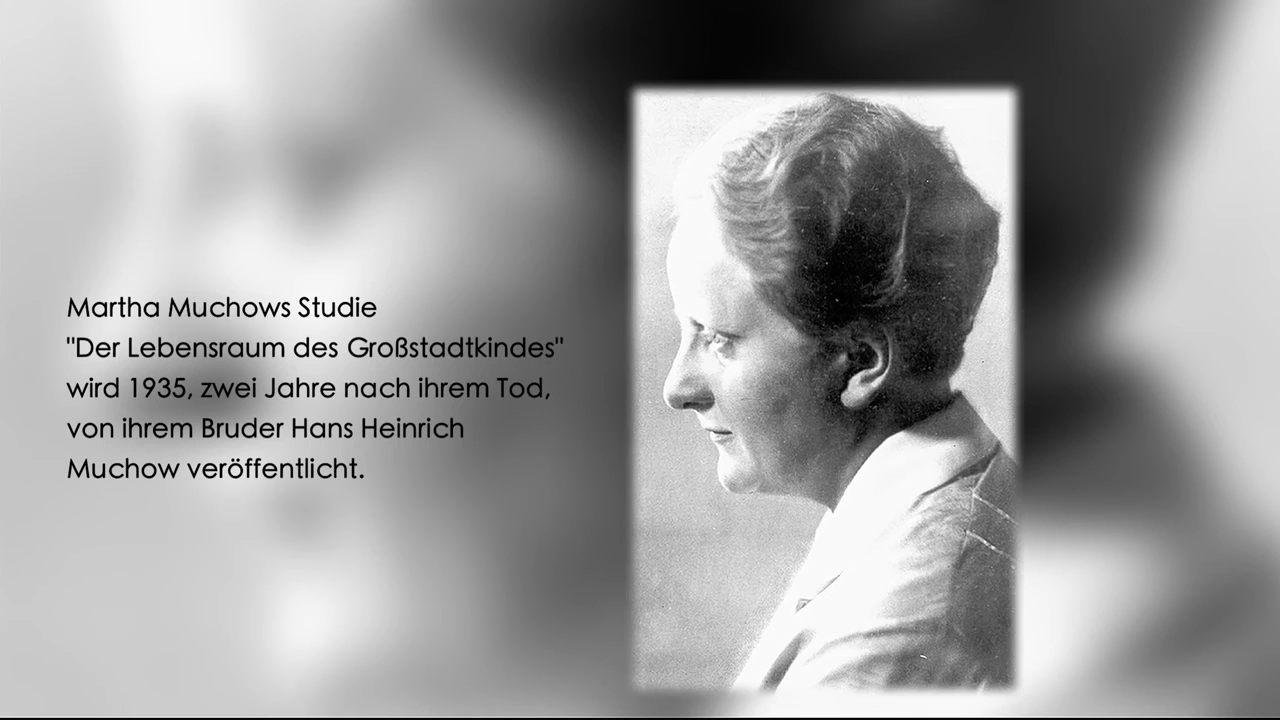 Martha Muchows Studie
"Der Lebensraum des Großstadtkindes"
wird 1935, zwei Jahre nach ihrem Tod,
von ihrem Bruder Hans Heinrich
Muchow veröffentlicht.